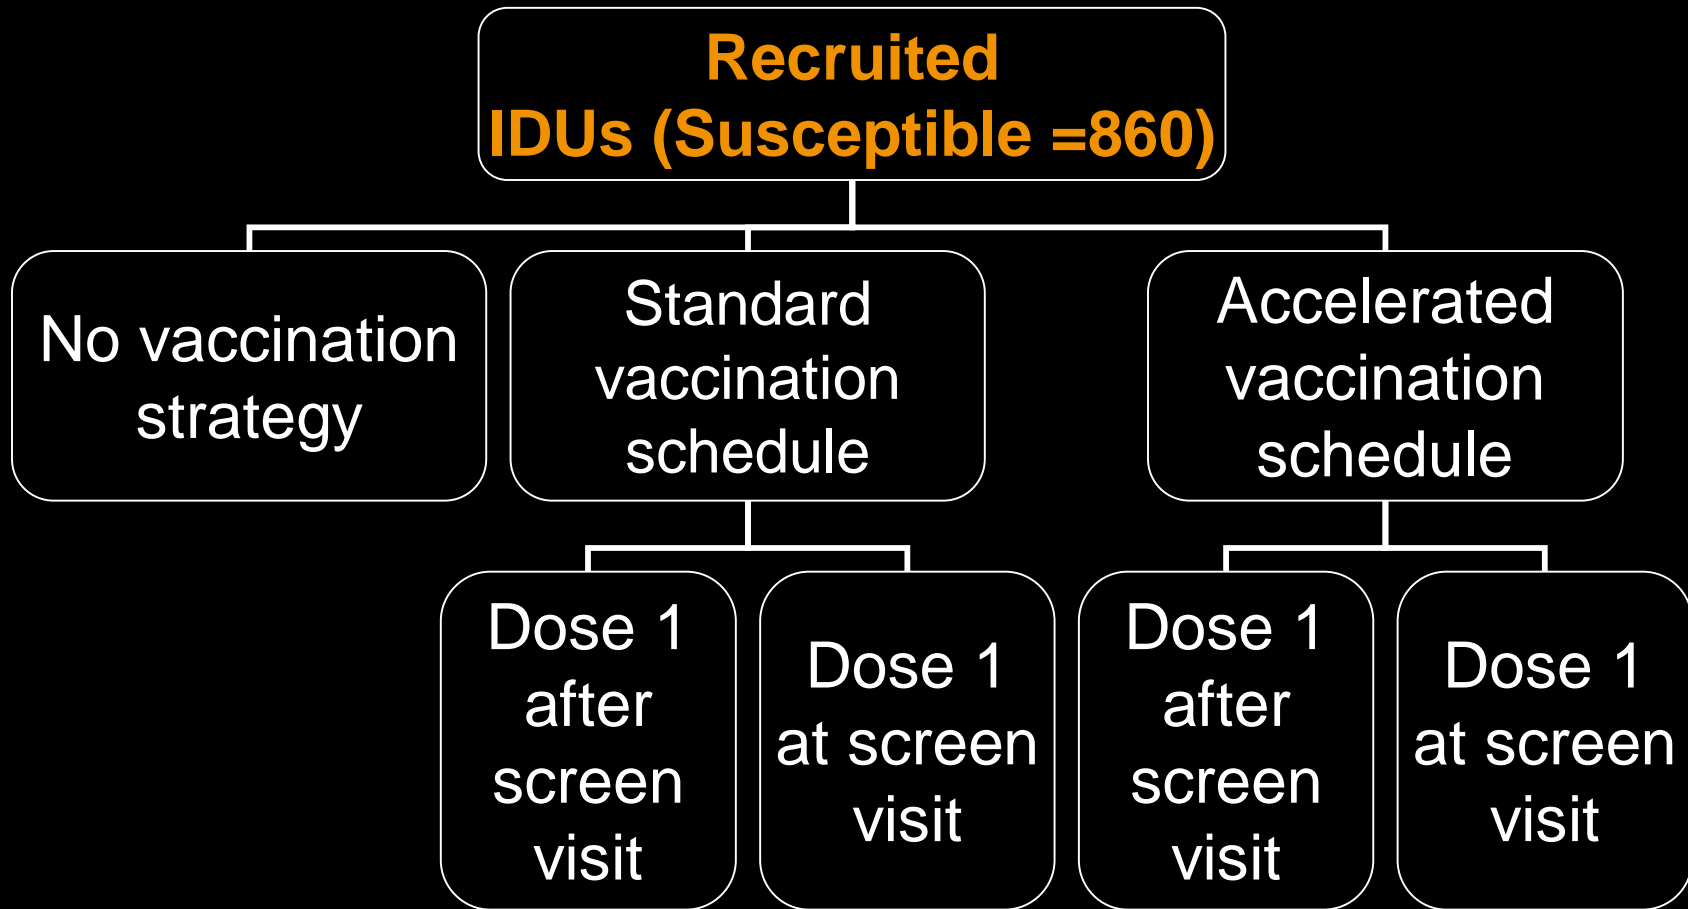 Recruited
IDUs (Susceptible =860)
No vaccination
strategy
Standard
vaccination
schedule
Accelerated
vaccination
schedule
Dose 1
after
screen
visit
Dose 1
at screen
visit
Dose 1
after
screen
visit
Dose 1
at screen
visit